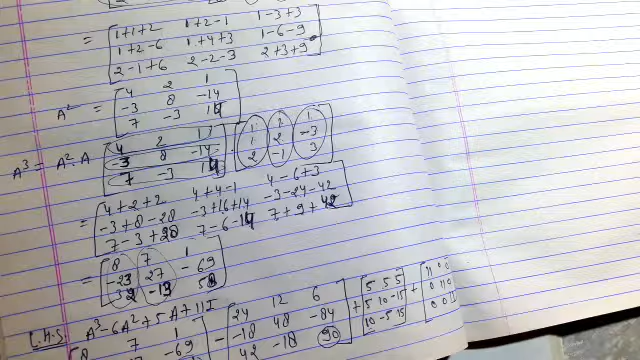 = [1+1+2 1+2-1 1-3+3
1+2-6 1+4+3 1-6-9
2-1+6 2-2-3 2+3+9]
A² = [4 2 1
-3 8 -14
7 -3 14]
A³ = A².A [4 2 1
-3 8 -14
7 -3 14] [1 1 1
1 2 -3
2 -1 3]
= [4+2+2 4+4-1 4-6+3
-3+8-28 -3+16+14 -3-24-42
7-3+28 7-6-14 7+9+42]
= [8 7 1
-23 27 -69
32 -13 58]
L.H.S A³-6A²+5A+11I
[8 7 1
-69] - [24 12 6
-18 48 -84
42 -18 90] + [5 5 5
5 10 -15
10 -5 15] + [11 0 0
0 11 0
0 0 11]